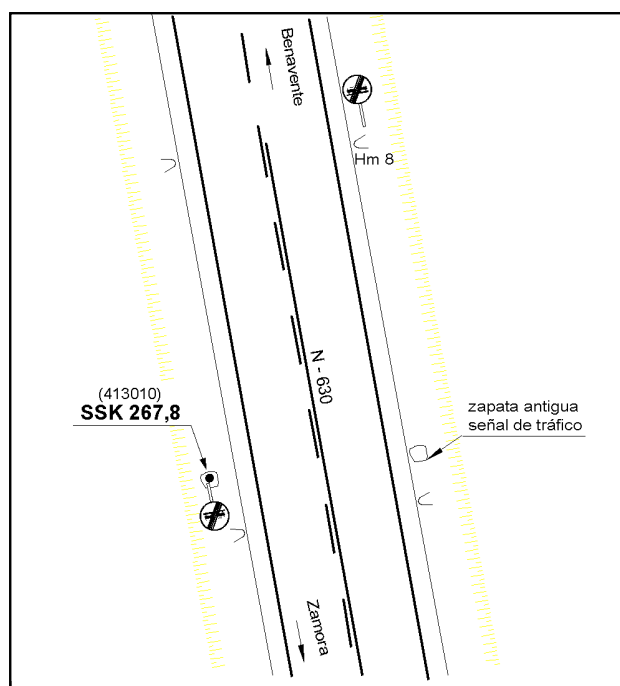 Benavente
Hm 8
N - 630
(413010)
SSK 267,8
zapata antigua
señal de tráfico
Zamora